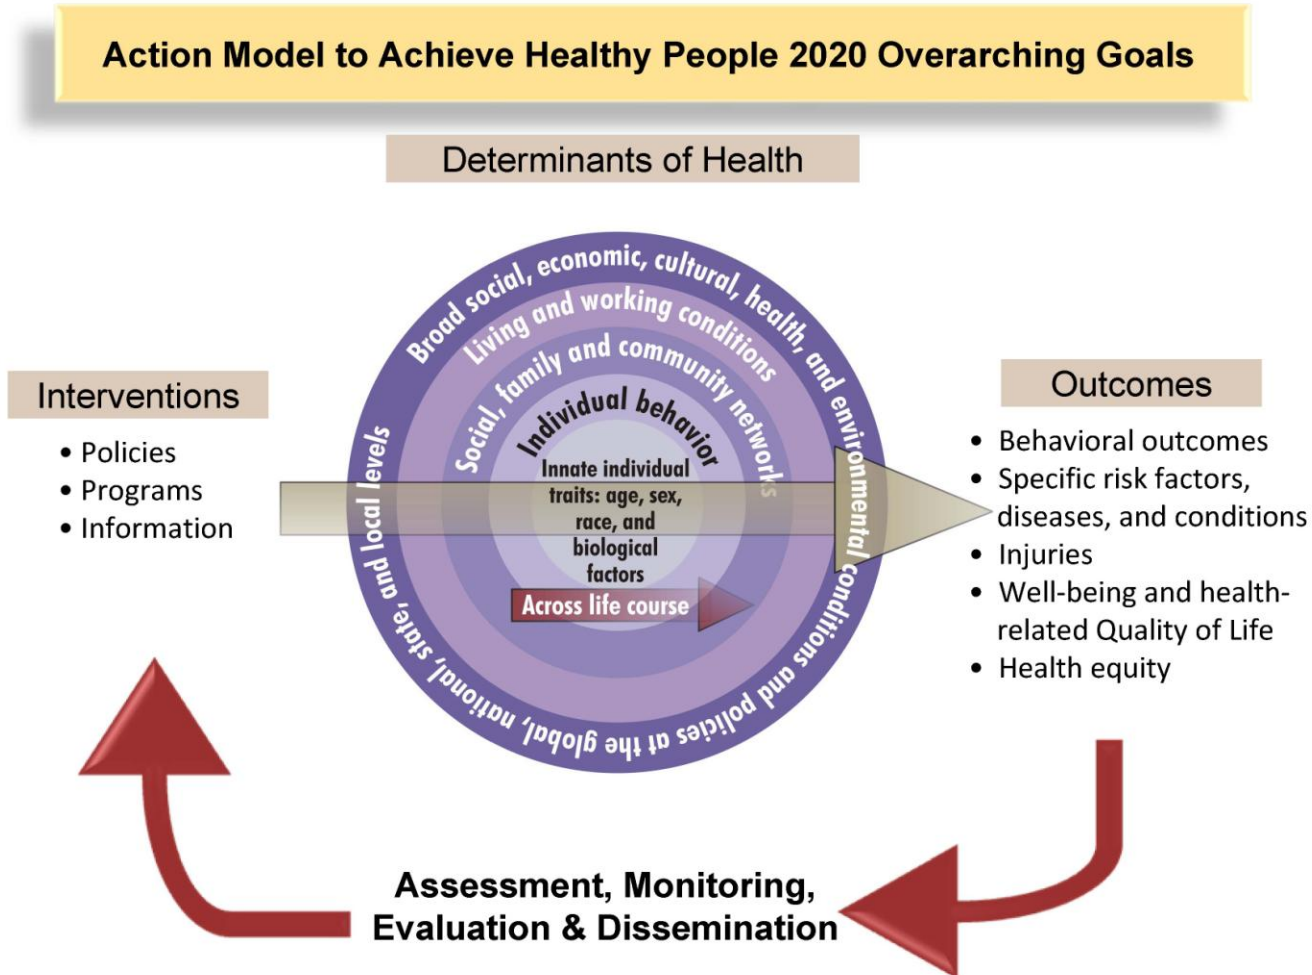 Action Model to Achieve Healthy People 2020 Overarching Goals
Determinants of Health
Broad social, economic, cultural, health, and environmental conditions and policies at the global, national, state, and local levels
Living and working conditions
Social, family and community networks
Individual behavior
Innate individual
traits: age, sex,
race, and
biological
factors
Across life course
Interventions
• Policies
• Programs
• Information
Outcomes
• Behavioral outcomes
• Specific risk factors,
diseases, and conditions
• Injuries
• Well-being and health-
related Quality of Life
• Health equity
Assessment, Monitoring,
Evaluation & Dissemination